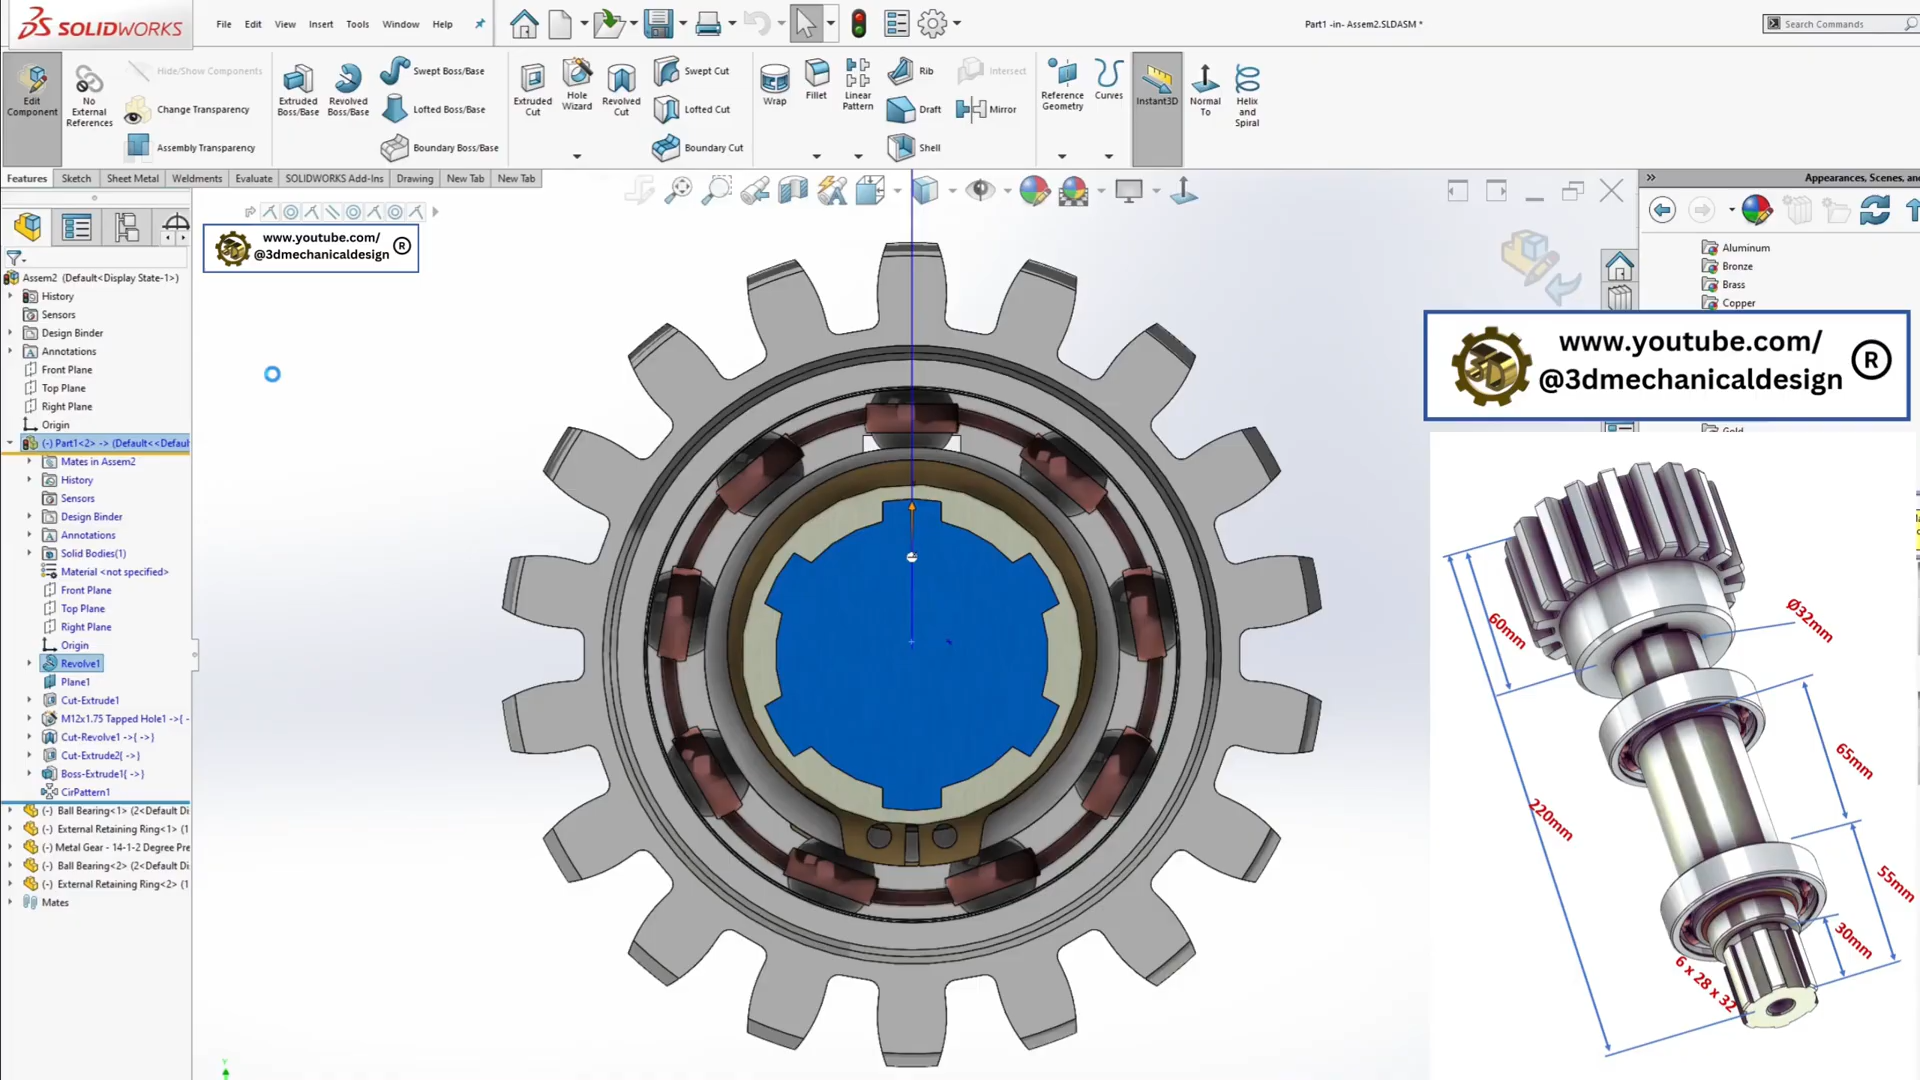 SOLIDWORKS
File Edit View Insert Tools Window Help
Part1 -in- Assem2.SLDASM *
Search Commands
Edit Component
No External References
Hide/Show Components
Change Transparency
Assembly Transparency
Extruded Boss/Base
Revolved Boss/Base
Swept Boss/Base
Lofted Boss/Base
Boundary Boss/Base
Extruded Cut
Hole Wizard
Revolved Cut
Swept Cut
Lofted Cut
Boundary Cut
Wrap
Fillet
Linear Pattern
Rib
Draft
Shell
Intersect
Mirror
Reference Geometry
Curves
Instant3D
Normal To
Helix and Spiral
Features Sketch Sheet Metal Weldments Evaluate SOLIDWORKS Add-Ins Drawing New Tab New Tab
Appearances, Scenes, an
www.youtube.com/
@3dmechanicaldesign
®
Assem2 (Default<Display State-1>)
History
Sensors
Design Binder
Annotations
Front Plane
Top Plane
Right Plane
Origin
(-) Part1<2> -> (Default<<Defaul
Mates in Assem2
History
Sensors
Design Binder
Annotations
Solid Bodies(1)
Material <not specified>
Front Plane
Top Plane
Right Plane
Origin
Revolve1
Plane1
Cut-Extrude1
M12x1.75 Tapped Hole1 ->{ -
Cut-Revolve1 ->{ ->)
Cut-Extrude2{ ->)
Boss-Extrude1{ ->)
CirPattern1
(-) Ball Bearing<1> (2<Default Di
(-) External Retaining Ring<1> (1
(-) Metal Gear - 14-1-2 Degree Pre
(-) Ball Bearing<2> (2<Default Di
(-) External Retaining Ring<2> (1
Mates
Aluminum
Bronze
Brass
Copper
www.youtube.com/
@3dmechanicaldesign
®
Gold
60mm
Ø32mm
65mm
220mm
55mm
30mm
6 x 28 x 32